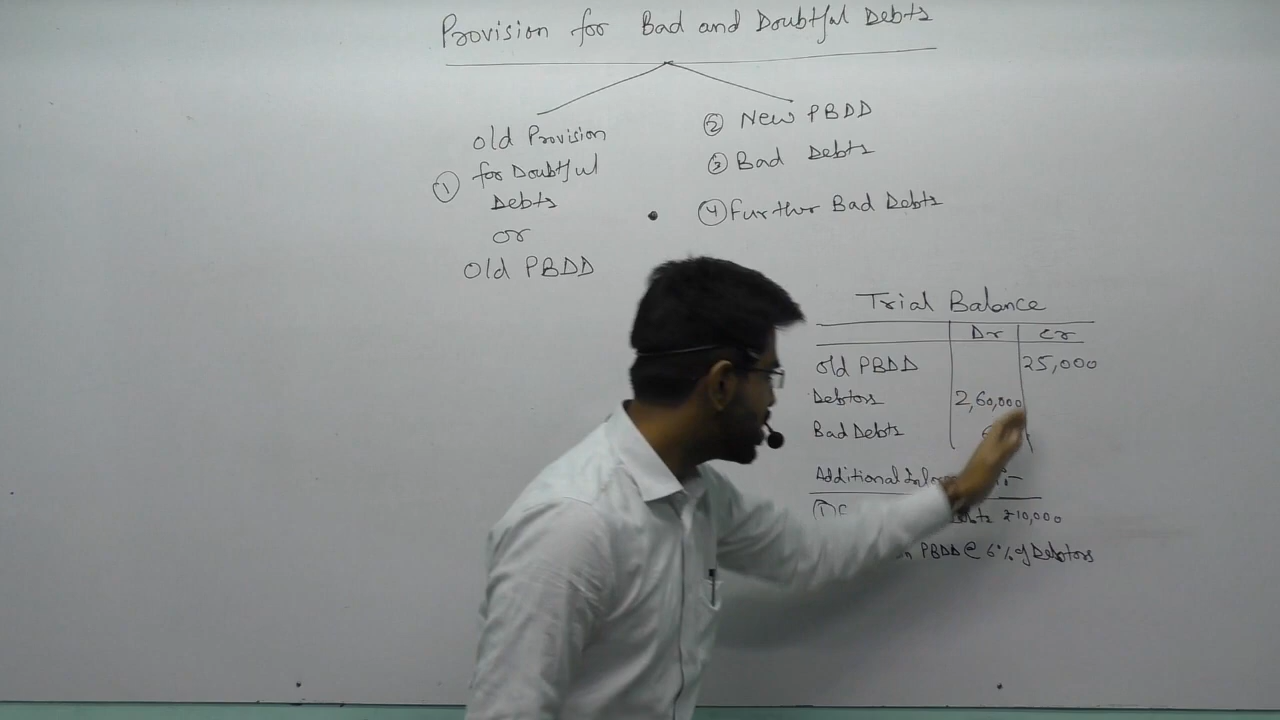 Provision for Bad and Doubtful Debts
Old Provision
① for Doubtful
Debts
or
Old PBDD
② New PBDD
③ Bad Debts
④ Further Bad Debts
Trial Balance
Dr Cr
Old PBDD 25,000
Debtors 2,60,000
Bad Debts
Additional
① ₹10,000
PBDD @ 6% of Debtors